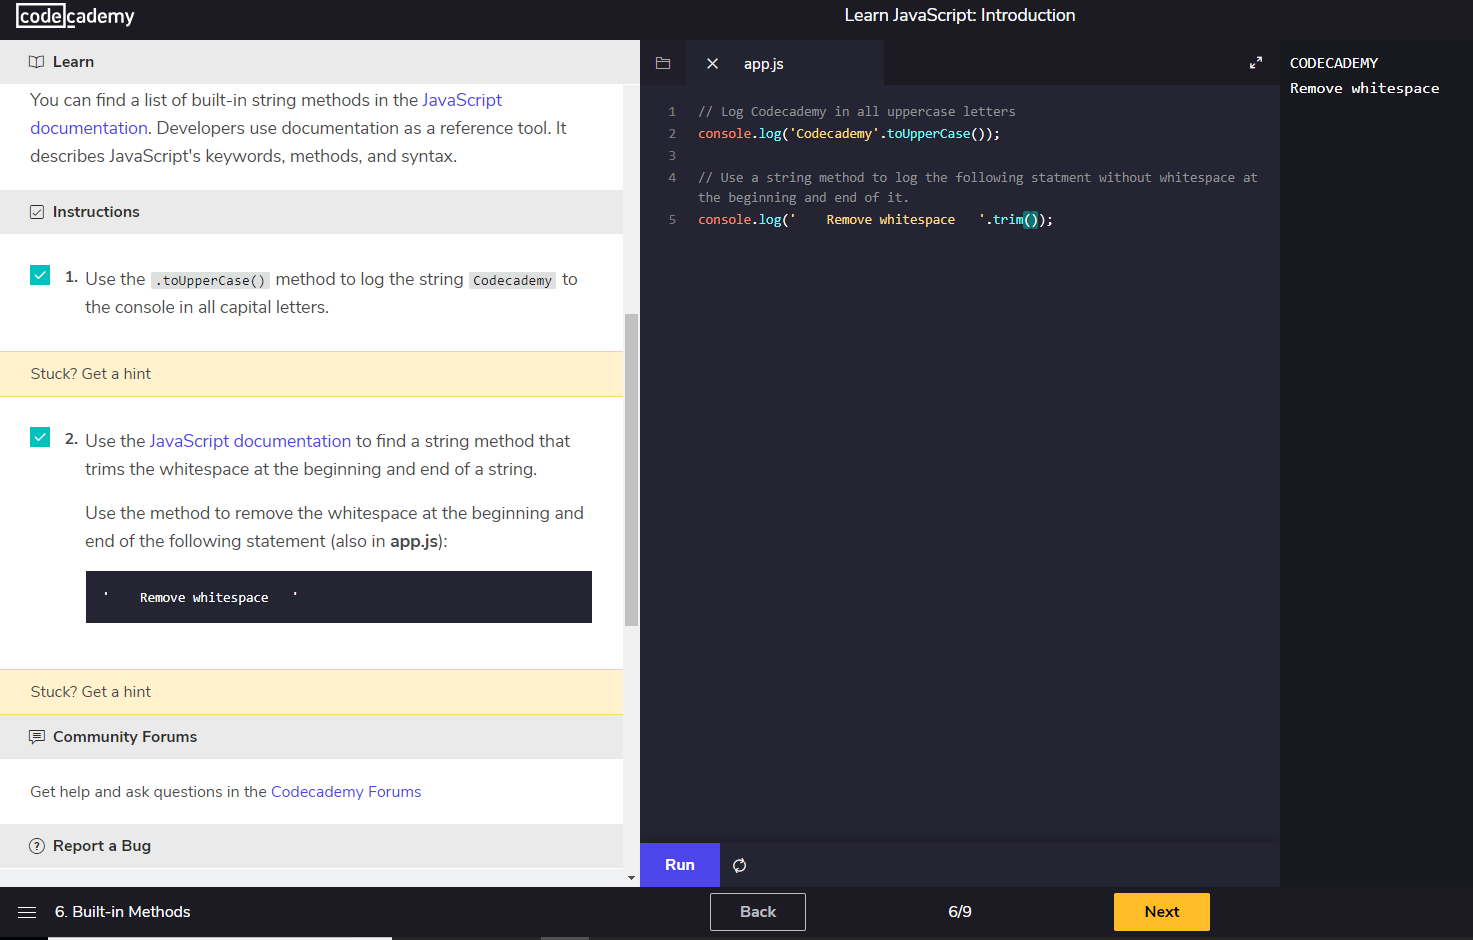 codecademy
Learn JavaScript: Introduction
Learn
You can find a list of built-in string methods in the JavaScript
documentation. Developers use documentation as a reference tool. It
describes JavaScript's keywords, methods, and syntax.
Instructions
1. Use the .toUpperCase() method to log the string Codecademy to
the console in all capital letters.
Stuck? Get a hint
2. Use the JavaScript documentation to find a string method that
trims the whitespace at the beginning and end of a string.
Use the method to remove the whitespace at the beginning and
end of the following statement (also in app.js):
'    Remove whitespace   '
Stuck? Get a hint
Community Forums
Get help and ask questions in the Codecademy Forums
Report a Bug
app.js
1 // Log Codecademy in all uppercase letters
2 console.log('Codecademy'.toUpperCase());
3
4 // Use a string method to log the following statment without whitespace at
the beginning and end of it.
5 console.log('    Remove whitespace   '.trim());
CODECADEMY
Remove whitespace
Run
6. Built-in Methods
Back
6/9
Next